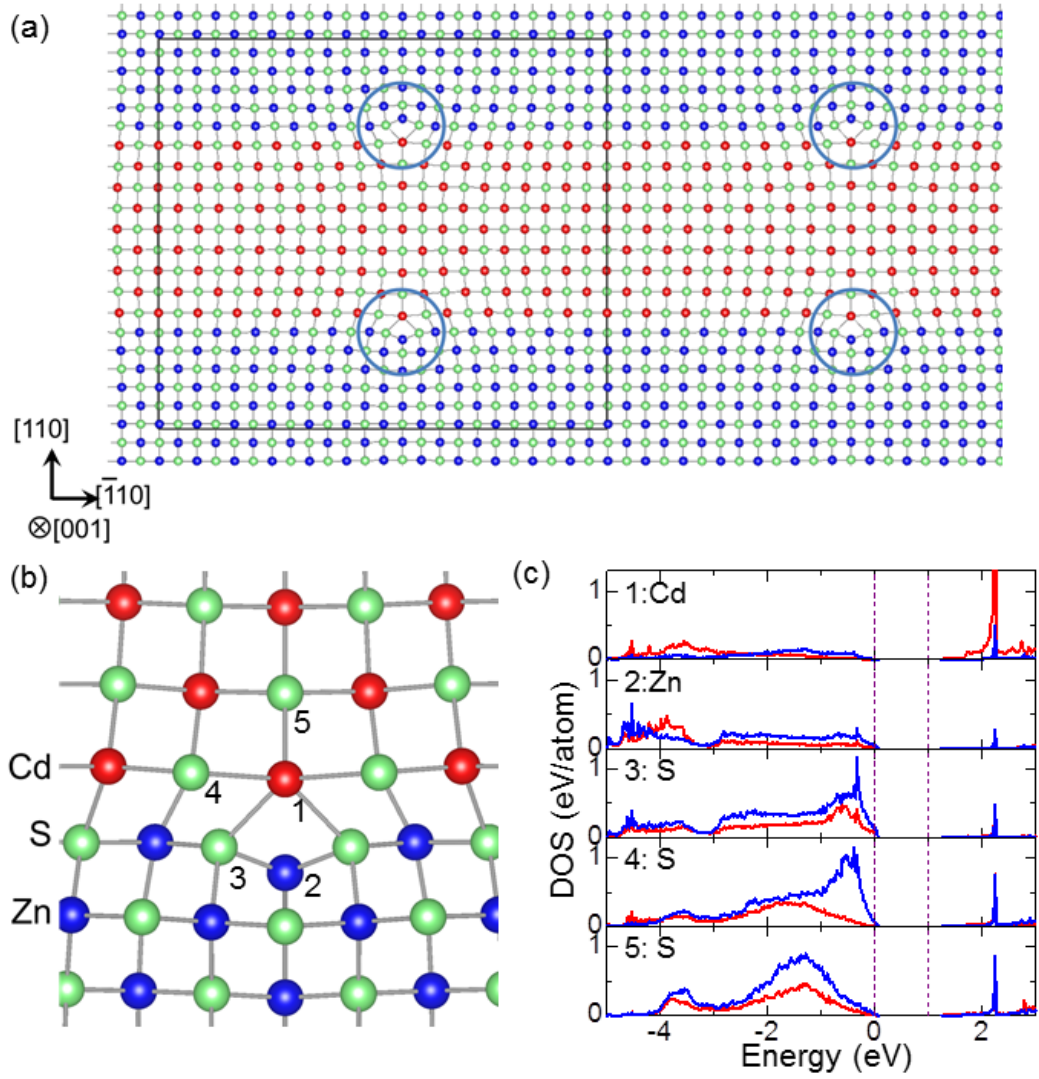 (a)
[110]
[1̄10]
⊗[001]
(b)
Cd
S
Zn
5
4
1
3
2
(c)
DOS (eV/atom)
1
0
1:Cd
1
0
2:Zn
1
0
3: S
1
0
4: S
1
0
5: S
-4
-2
0
2
Energy (eV)